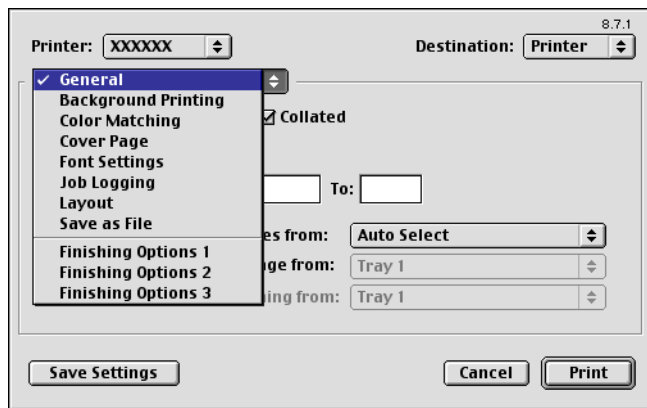 8.7.1
Printer: XXXXXX Destination: Printer
✓ General
Background Printing
Color Matching
Collated
Cover Page
Font Settings
Job Logging
To:
Layout
Save as File
es from: Auto Select
Finishing Options 1
Finishing Options 2
ge from: Tray 1
Finishing Options 3
ing from: Tray 1
Save Settings Cancel Print